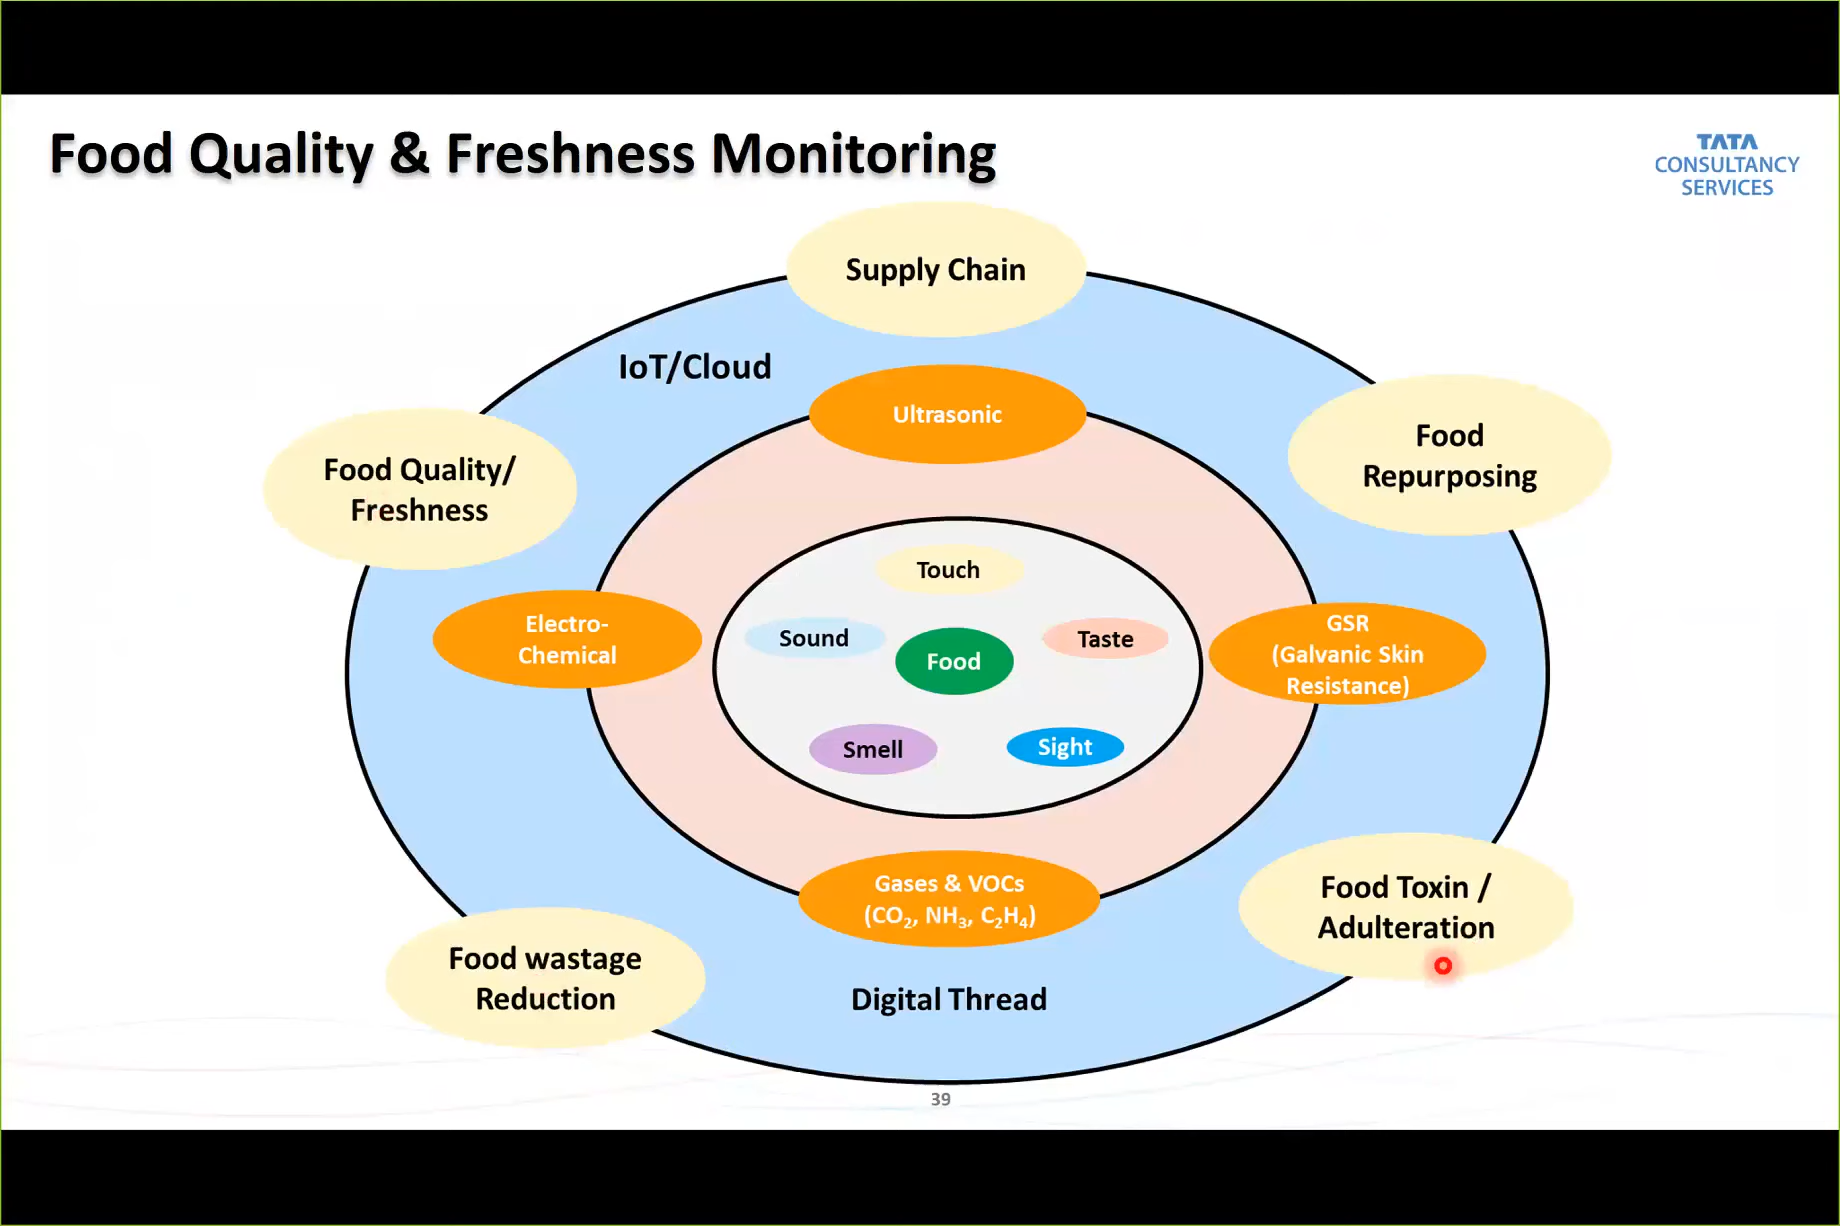 Food Quality & Freshness Monitoring
TATA
CONSULTANCY
SERVICES
Supply Chain
IoT/Cloud
Ultrasonic
Food
Repurposing
Food Quality/
Freshness
Touch
Electro-
Chemical
Sound
Food
Taste
GSR
(Galvanic Skin
Resistance)
Smell
Sight
Gases & VOCs
(CO₂, NH₃, C₂H₄)
Food Toxin /
Adulteration
Food wastage
Reduction
Digital Thread
39